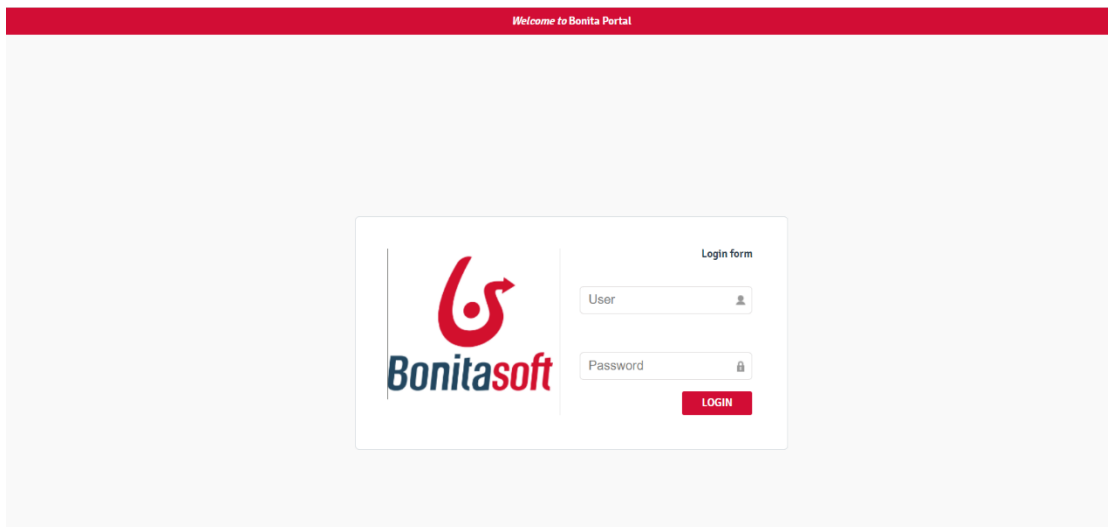 Welcome to Bonita Portal
Login form
User
Bonitasoft
Password
LOGIN